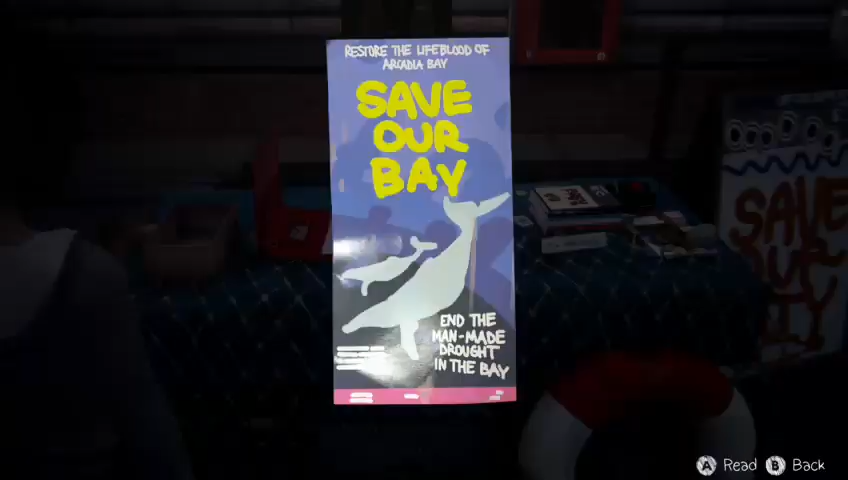 RESTORE THE LIFEBLOOD OF
ARCADIA BAY
SAVE
OUR
BAY
END THE
MAN-MADE
DROUGHT
IN THE BAY
SAVE
OUR
A Read B Back